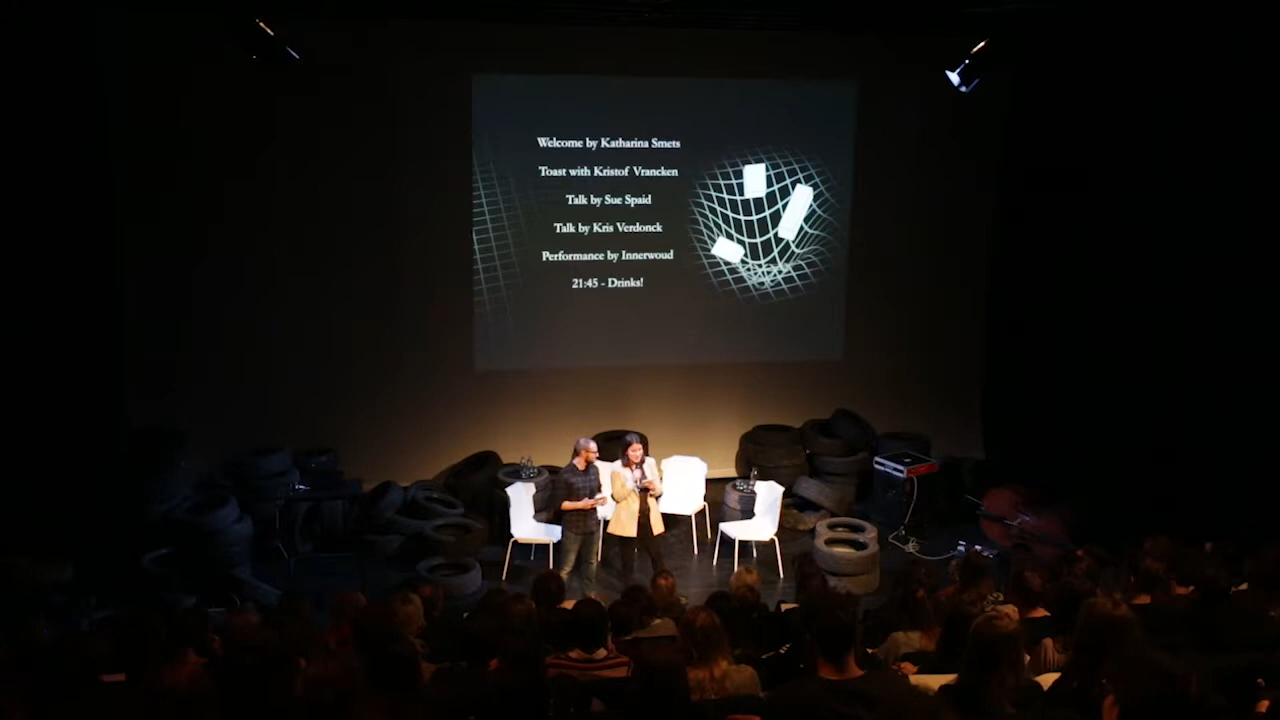 Welcome by Katharina Smets
Toast with Kristof Vrancken
Talk by Sue Spaid
Talk by Kris Verdonck
Performance by Innerwoud
21:45 - Drinks!